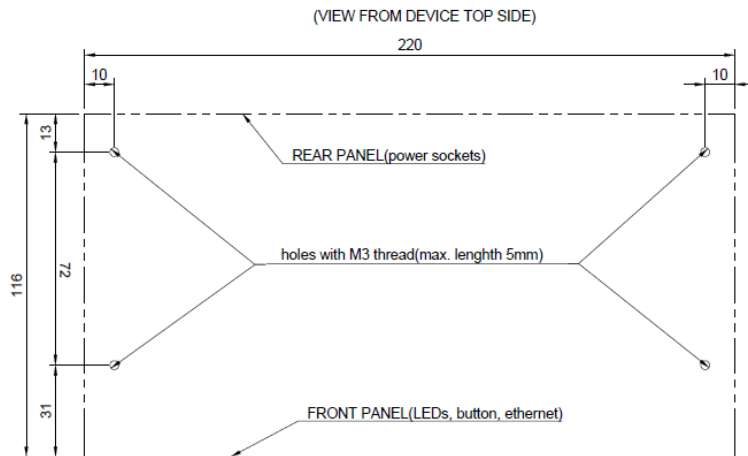 (VIEW FROM DEVICE TOP SIDE)
220
10
10
13
REAR PANEL(power sockets)
72
116
holes with M3 thread(max. lenghth 5mm)
31
FRONT PANEL(LEDs, button, ethernet)